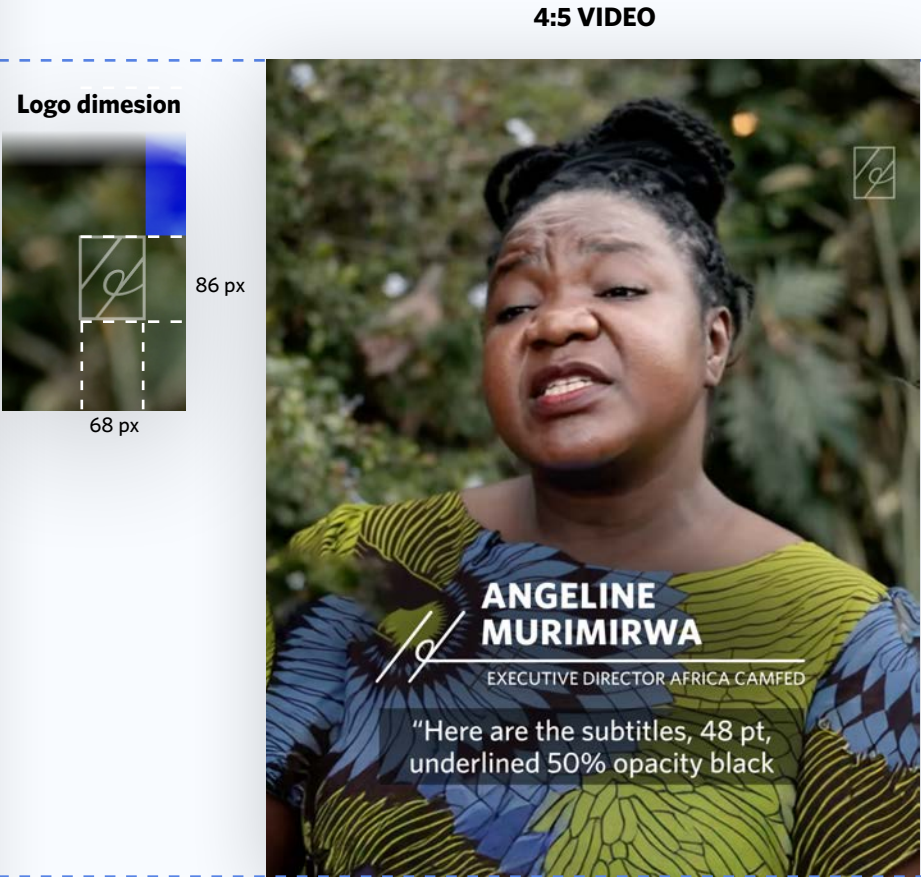 4:5 VIDEO
Logo dimesion
86 px
68 px
ANGELINE
MURIMIRWA
EXECUTIVE DIRECTOR AFRICA CAMFED
“Here are the subtitles, 48 pt,
underlined 50% opacity black